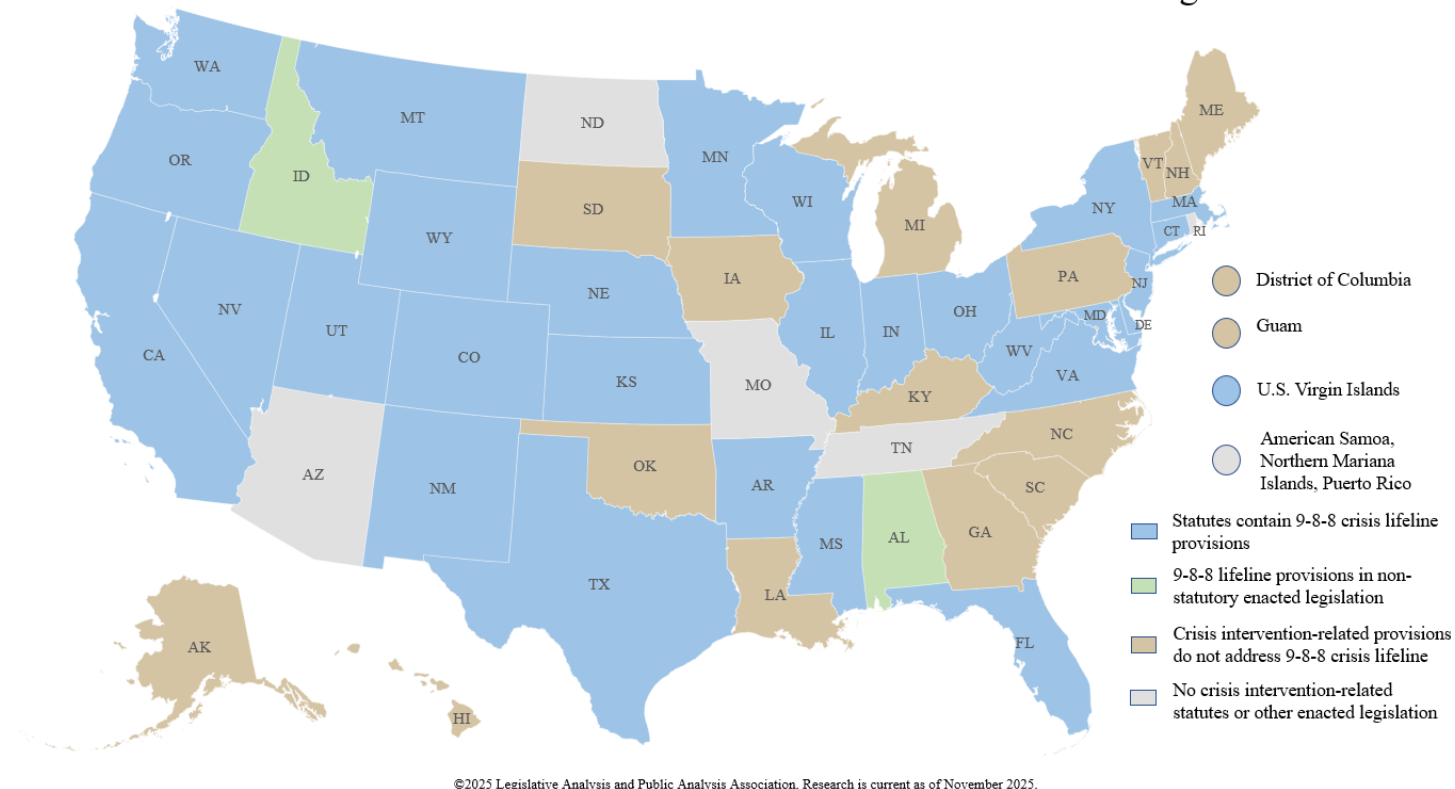 WA
MT
ND
MN
ME
OR
ID
SD
WI
MI
VT
NH
NY
MA
CT
RI
WY
IA
PA
NJ
NE
NV
UT
IL
IN
OH
MD
DE
CA
CO
KS
MO
WV
VA
KY
AZ
NM
OK
AR
TN
NC
SC
MS
AL
GA
TX
LA
FL
AK
HI
District of Columbia
Guam
U.S. Virgin Islands
American Samoa,
Northern Mariana
Islands, Puerto Rico
Statutes contain 9-8-8 crisis lifeline
provisions
9-8-8 lifeline provisions in non-
statutory enacted legislation
Crisis intervention-related provisions
do not address 9-8-8 crisis lifeline
No crisis intervention-related
statutes or other enacted legislation
©2025 Legislative Analysis and Public Analysis Association. Research is current as of November 2025.